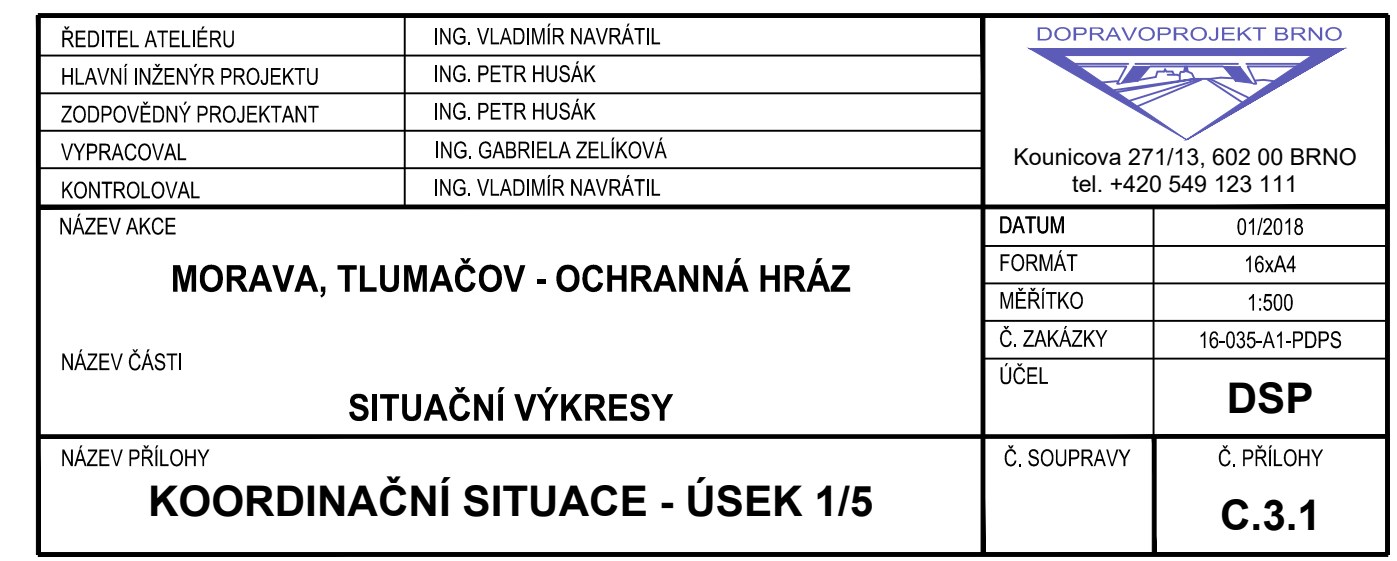 ŘEDITEL ATELIÉRU ING. VLADIMÍR NAVRÁTIL
HLAVNÍ INŽENÝR PROJEKTU ING. PETR HUSÁK
ZODPOVĚDNÝ PROJEKTANT ING. PETR HUSÁK
VYPRACOVAL ING. GABRIELA ZELÍKOVÁ
KONTROLOVAL ING. VLADIMÍR NAVRÁTIL
DOPRAVOPROJEKT BRNO
Kounicova 271/13, 602 00 BRNO
tel. +420 549 123 111
NÁZEV AKCE
MORAVA, TLUMAČOV - OCHRANNÁ HRÁZ
NÁZEV ČÁSTI
SITUAČNÍ VÝKRESY
DATUM 01/2018
FORMÁT 16xA4
MĚŘÍTKO 1:500
Č. ZAKÁZKY 16-035-A1-PDPS
ÚČEL DSP
NÁZEV PŘÍLOHY
KOORDINAČNÍ SITUACE - ÚSEK 1/5
Č. SOUPRAVY
Č. PŘÍLOHY
C.3.1